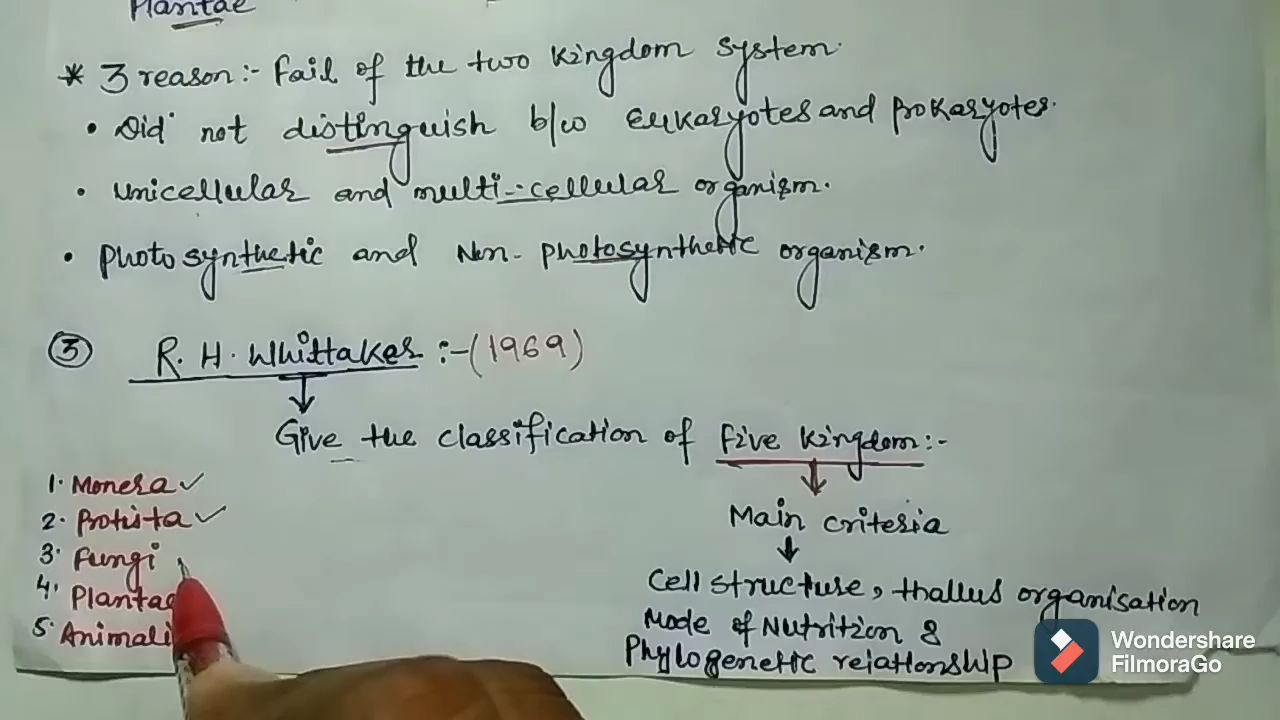 Plantae
* 3 reason:- Fail of the two kingdom system.
• Did not distinguish b/w Eukaryotes and Prokaryotes.
• Unicellular and multi-cellular organism.
• Photosynthetic and Non-photosynthetic organism.
③ R. H. Whittaker :- (1969)
Give the classification of five kingdom:-
1. Monera ✓
2. Protista ✓
3. Fungi
4. Plantae
5. Animali
Main criteria
Cell structure, thallus organisation
Mode of Nutrition &
Phylogenetic relationship
Wondershare
FilmoraGo